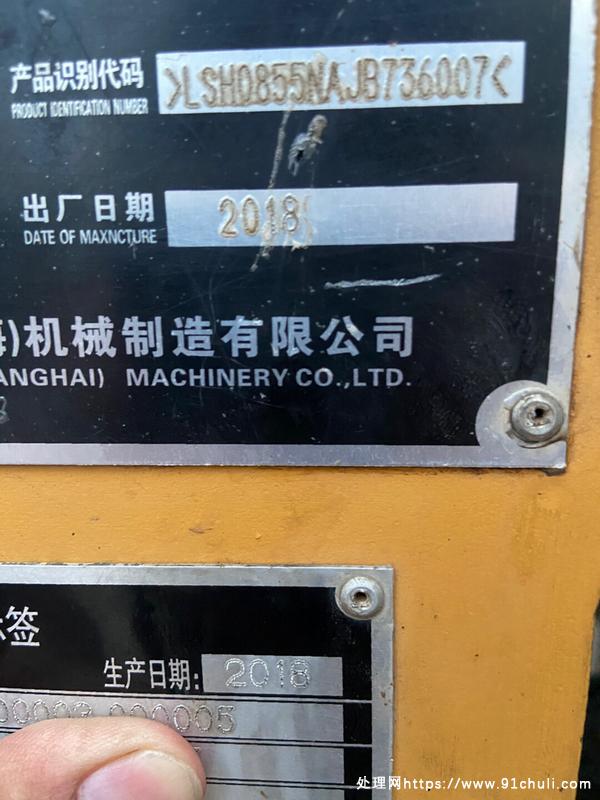 产品识别代码 >LSH0855NAJB736007<
PRODUCT IDENTIFICATION NUMBER
出厂日期 2018
DATE OF MAXNCTURE
)机械制造有限公司
ANGHAI) MACHINERY CO.,LTD.
签
生产日期: 2018
000005
处理网https://www.91chuli.com/